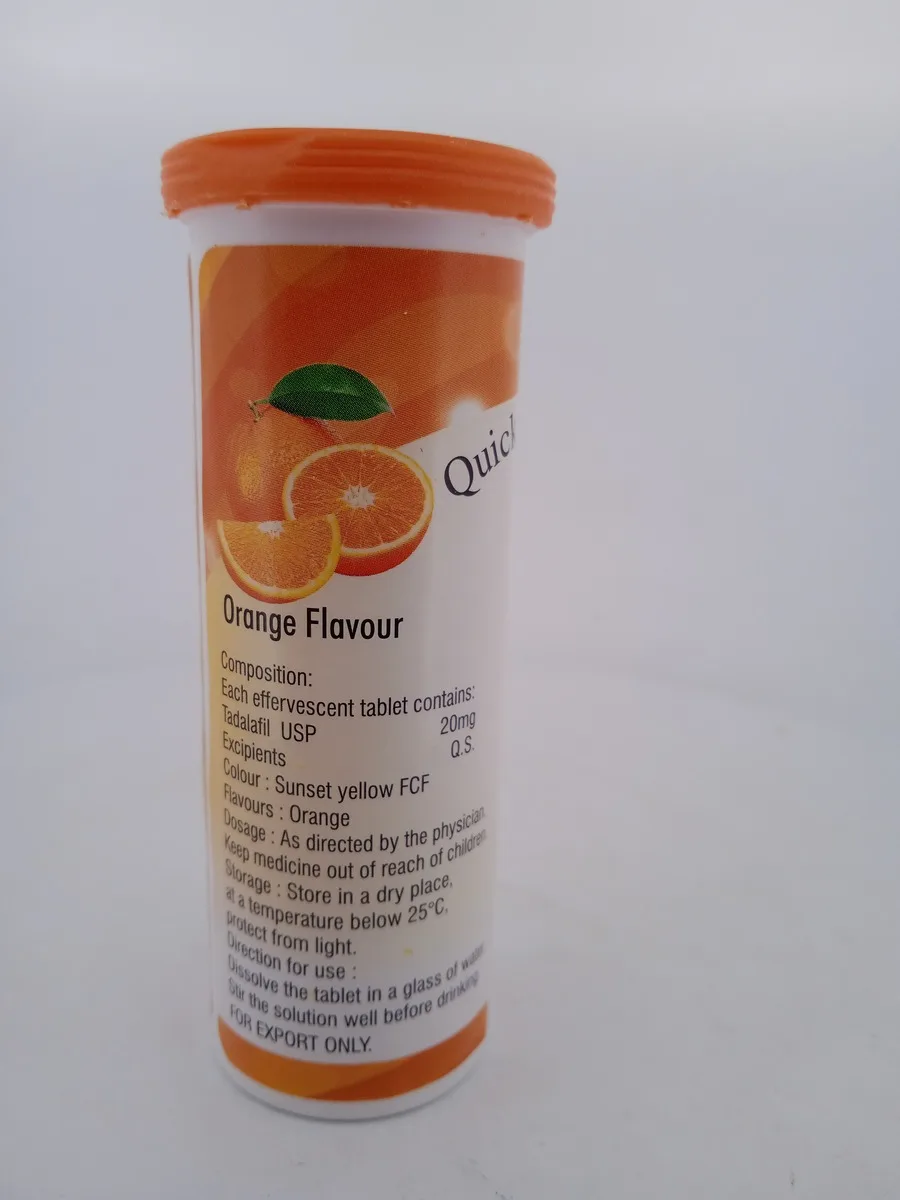 Quick
Orange Flavour
Composition:
Each effervescent tablet contains:
Tadalafil USP 20mg
Excipients Q.S.
Colour : Sunset yellow FCF
Flavours : Orange
Dosage : As directed by the physician.
Keep medicine out of reach of children.
Storage : Store in a dry place,
at a temperature below 25°C,
protect from light.
Direction for use :
Dissolve the tablet in a glass of water
Stir the solution well before drinking
FOR EXPORT ONLY.